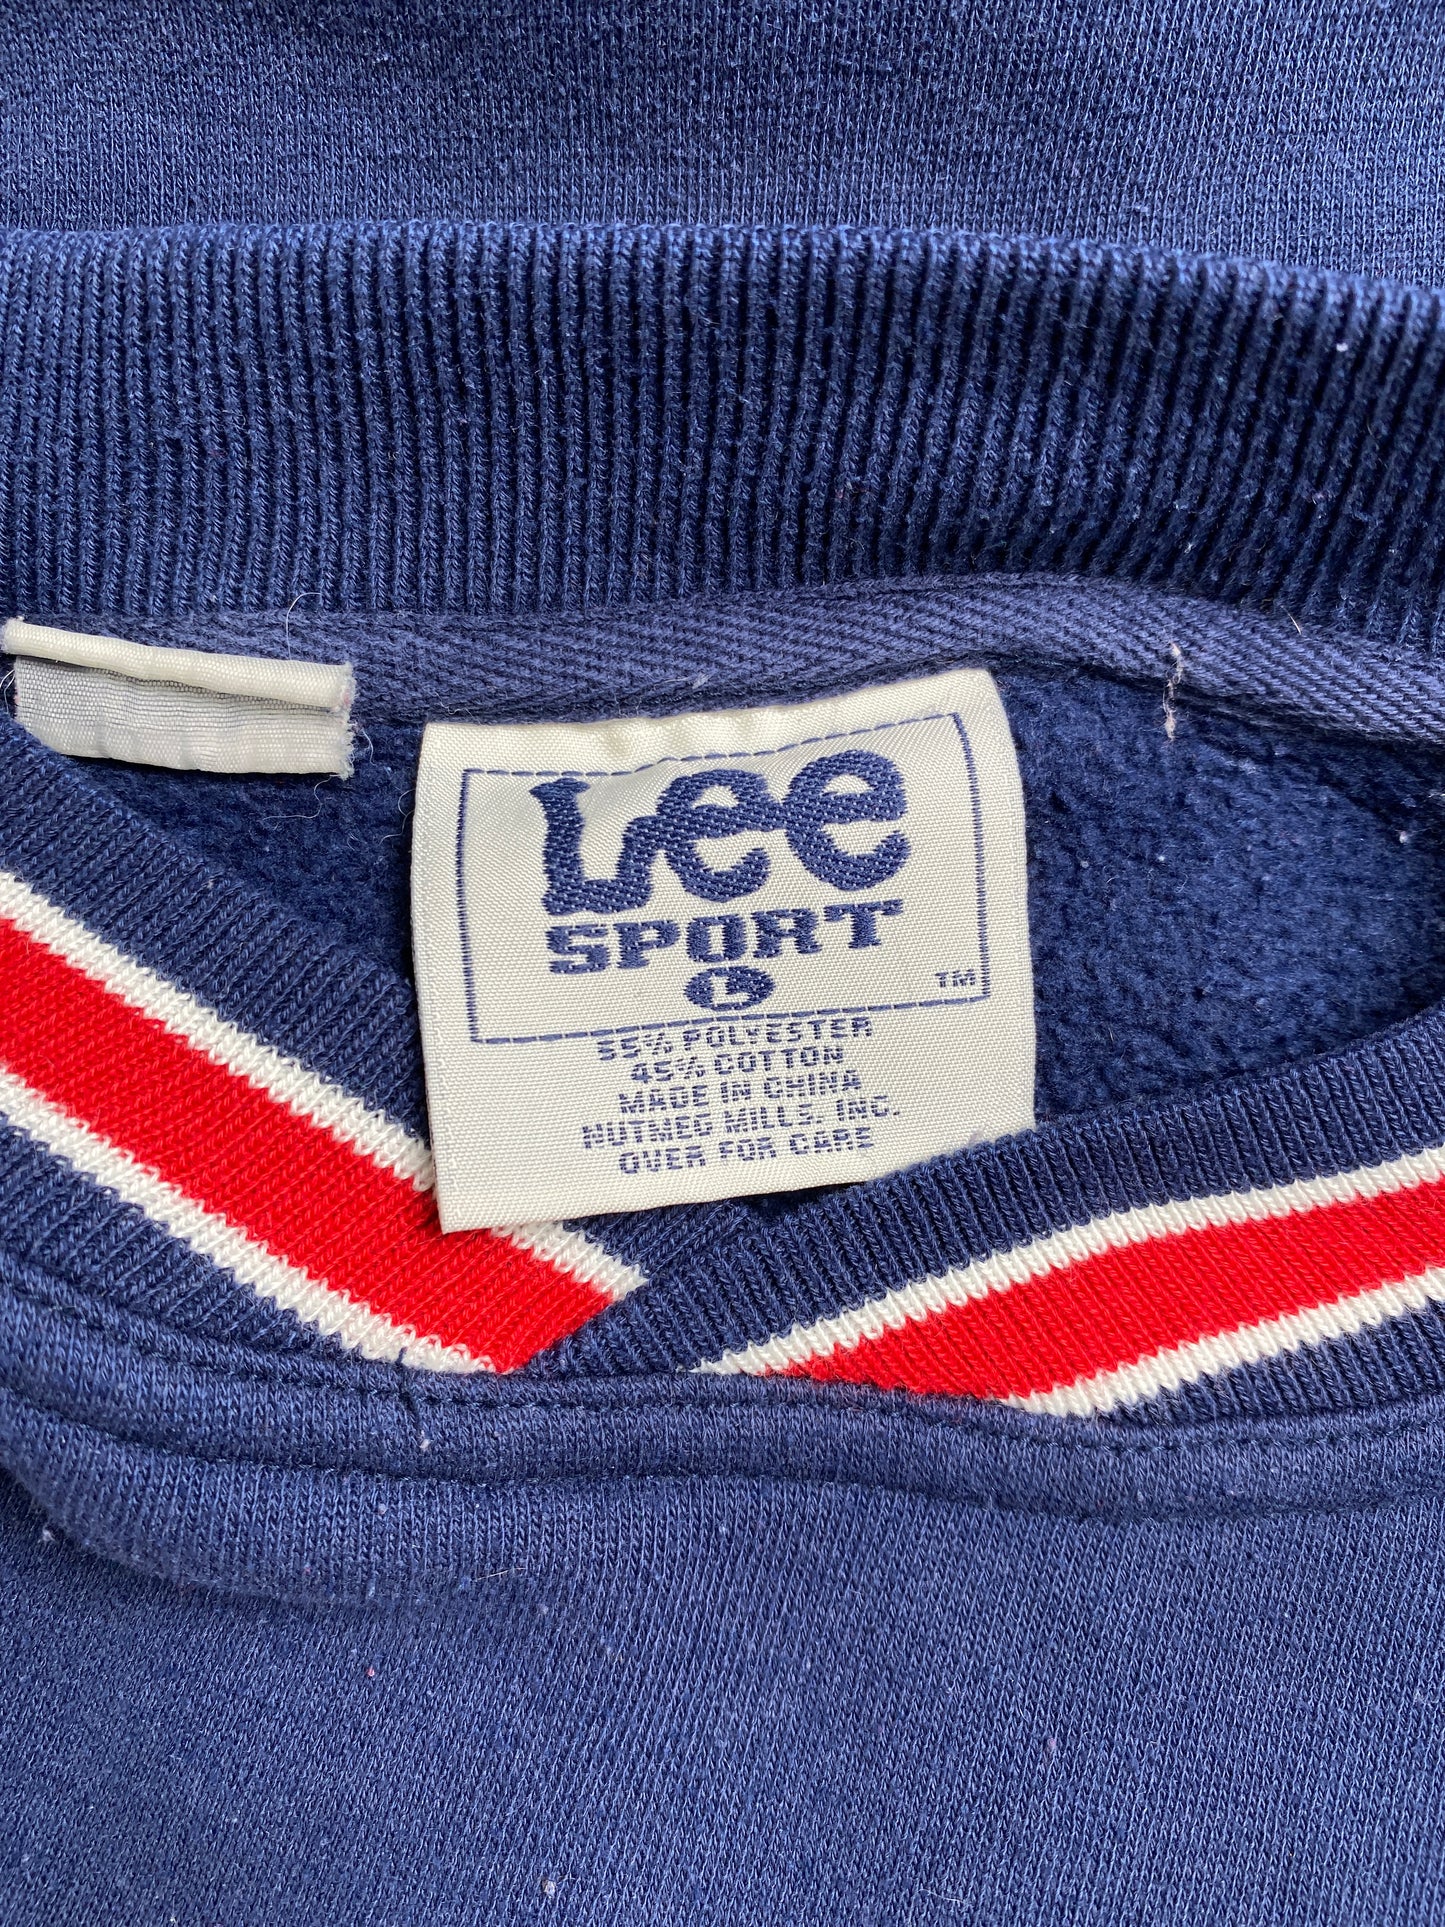 Lee
SPORT
L
TM
55% POLYESTER
45% COTTON
MADE IN CHINA
NUTMEG MILLS, INC.
OVER FOR CARE